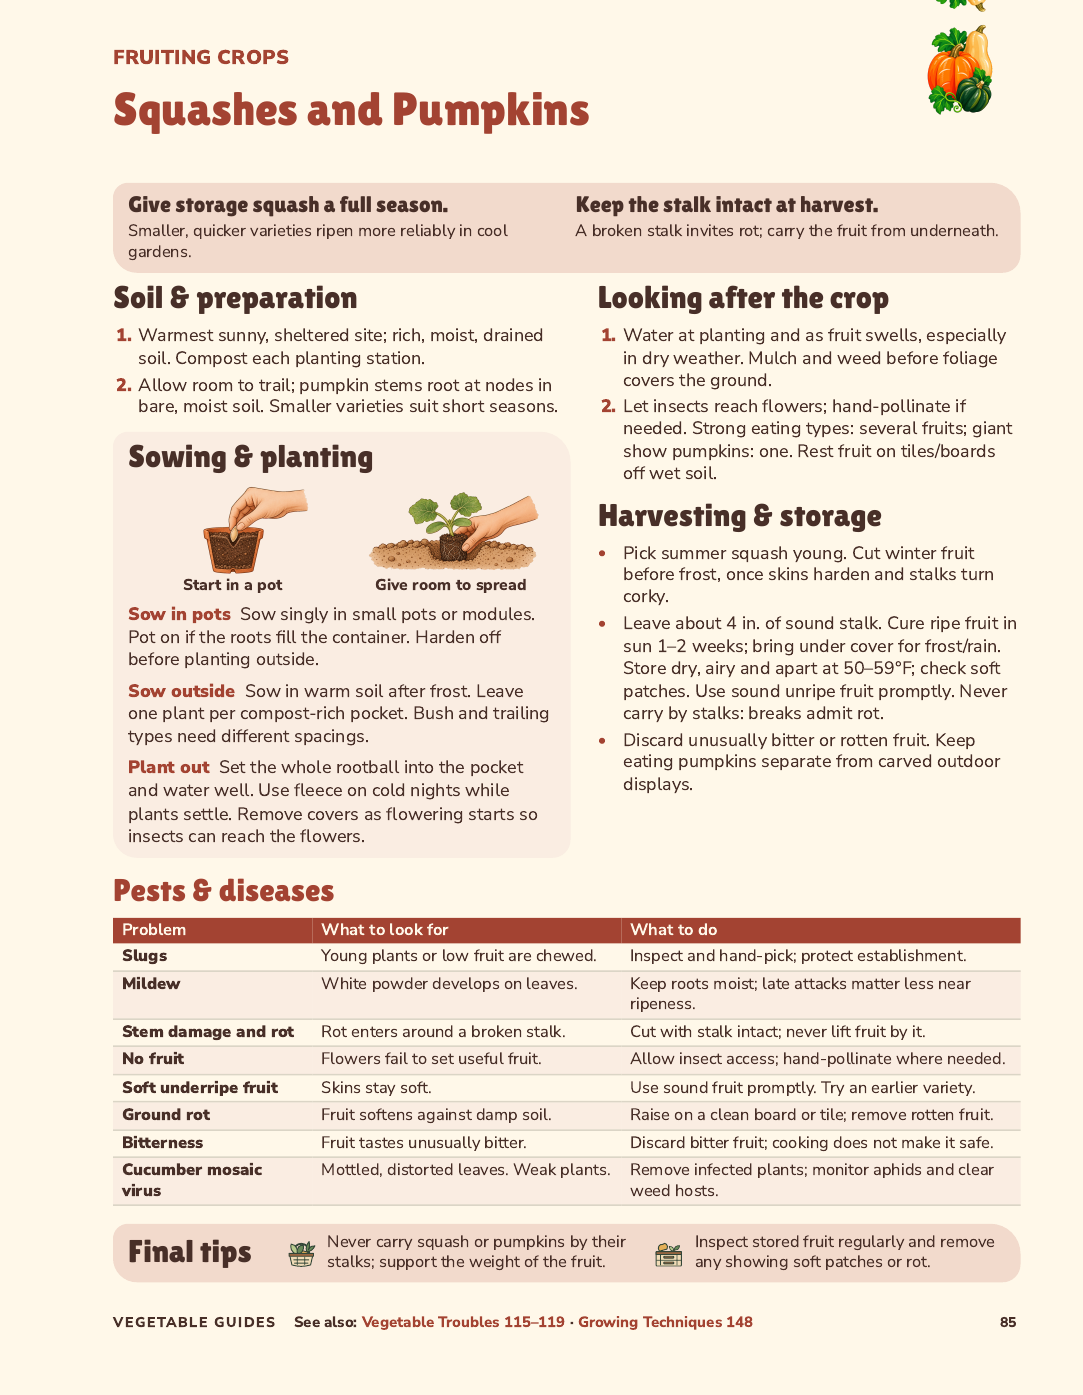 FRUITING CROPS
Squashes and Pumpkins
Give storage squash a full season.
Smaller, quicker varieties ripen more reliably in cool
gardens.
Keep the stalk intact at harvest.
A broken stalk invites rot; carry the fruit from underneath.
Soil & preparation
1. Warmest sunny, sheltered site; rich, moist, drained
soil. Compost each planting station.
2. Allow room to trail; pumpkin stems root at nodes in
bare, moist soil. Smaller varieties suit short seasons.
Sowing & planting
Start in a pot
Give room to spread
Sow in pots Sow singly in small pots or modules.
Pot on if the roots fill the container. Harden off
before planting outside.
Sow outside Sow in warm soil after frost. Leave
one plant per compost-rich pocket. Bush and trailing
types need different spacings.
Plant out Set the whole rootball into the pocket
and water well. Use fleece on cold nights while
plants settle. Remove covers as flowering starts so
insects can reach the flowers.
Looking after the crop
1. Water at planting and as fruit swells, especially
in dry weather. Mulch and weed before foliage
covers the ground.
2. Let insects reach flowers; hand-pollinate if
needed. Strong eating types: several fruits; giant
show pumpkins: one. Rest fruit on tiles/boards
off wet soil.
Harvesting & storage
• Pick summer squash young. Cut winter fruit
before frost, once skins harden and stalks turn
corky.
• Leave about 4 in. of sound stalk. Cure ripe fruit in
sun 1–2 weeks; bring under cover for frost/rain.
Store dry, airy and apart at 50–59°F; check soft
patches. Use sound unripe fruit promptly. Never
carry by stalks: breaks admit rot.
• Discard unusually bitter or rotten fruit. Keep
eating pumpkins separate from carved outdoor
displays.
Pests & diseases
Problem What to look for What to do
Slugs Young plants or low fruit are chewed. Inspect and hand-pick; protect establishment.
Mildew White powder develops on leaves. Keep roots moist; late attacks matter less near
ripeness.
Stem damage and rot Rot enters around a broken stalk. Cut with stalk intact; never lift fruit by it.
No fruit Flowers fail to set useful fruit. Allow insect access; hand-pollinate where needed.
Soft underripe fruit Skins stay soft. Use sound fruit promptly. Try an earlier variety.
Ground rot Fruit softens against damp soil. Raise on a clean board or tile; remove rotten fruit.
Bitterness Fruit tastes unusually bitter. Discard bitter fruit; cooking does not make it safe.
Cucumber mosaic Mottled, distorted leaves. Weak plants. Remove infected plants; monitor aphids and clear
virus weed hosts.
Final tips
Never carry squash or pumpkins by their
stalks; support the weight of the fruit.
Inspect stored fruit regularly and remove
any showing soft patches or rot.
VEGETABLE GUIDES See also: Vegetable Troubles 115–119 · Growing Techniques 148 85